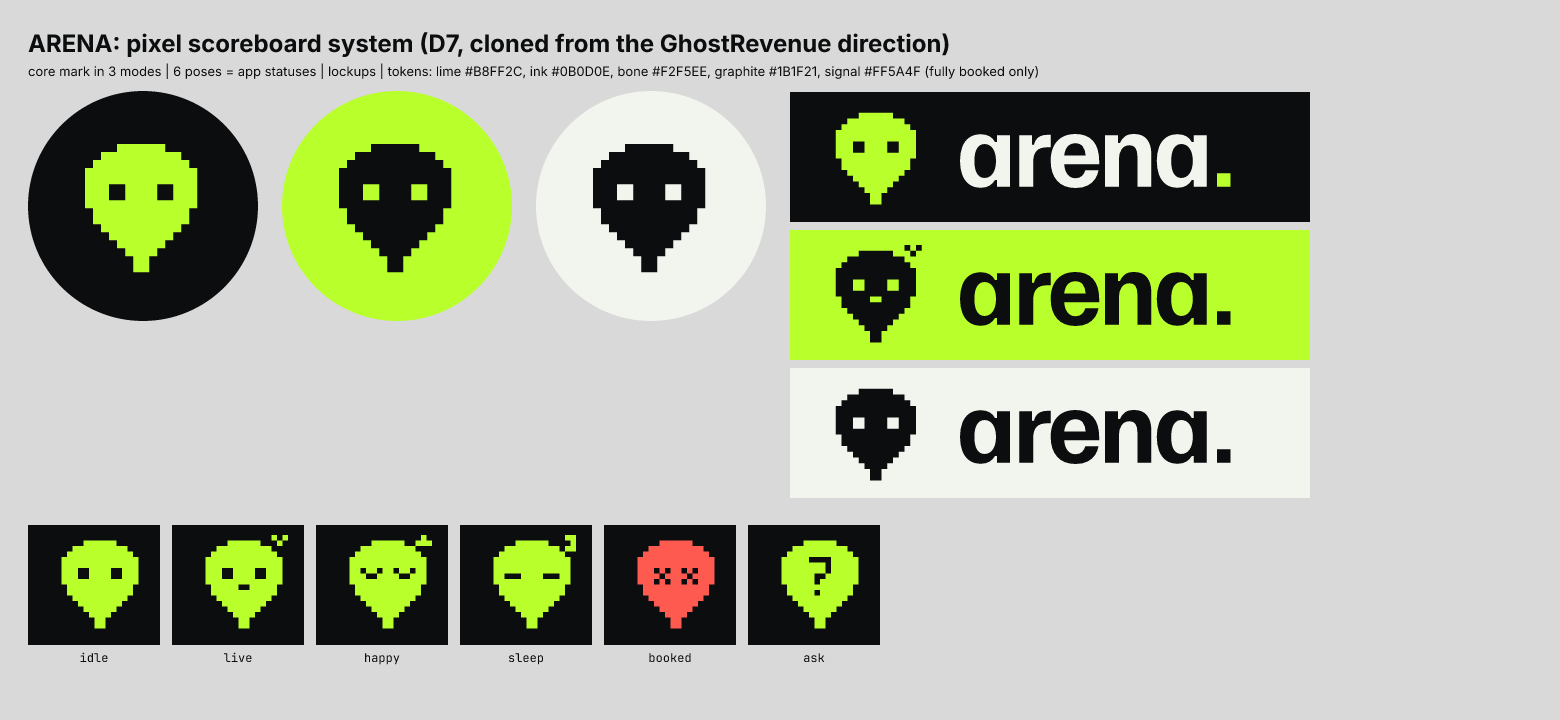 ARENA: pixel scoreboard system (D7, cloned from the GhostRevenue direction)
core mark in 3 modes | 6 poses = app statuses | lockups | tokens: lime #B8FF2C, ink #0B0D0E, bone #F2F5EE, graphite #1B1F21, signal #FF5A4F (fully booked only)
arena.
arena.
arena.
?
idle
live
happy
sleep
booked
ask